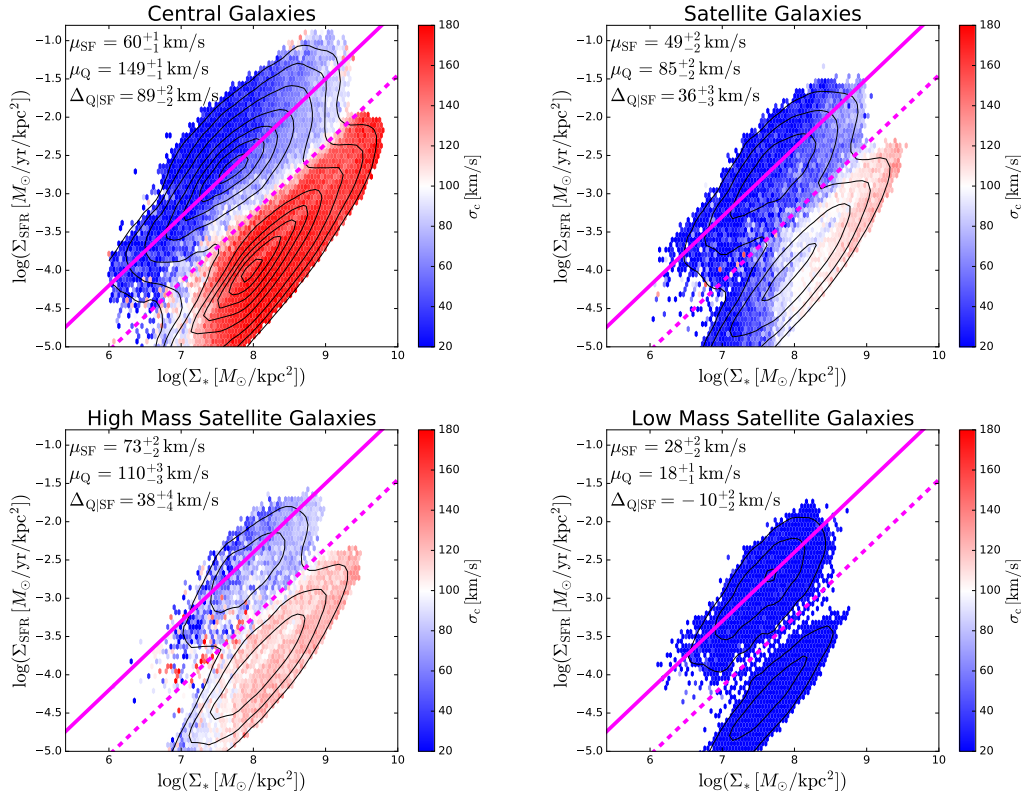 Central Galaxies
μ_SF = 60^{+1}_{-1} km/s
μ_Q = 149^{+1}_{-1} km/s
Δ_Q|SF = 89^{+2}_{-2} km/s
log(Σ_SFR [M_⊙/yr/kpc²])
-1.0
-1.5
-2.0
-2.5
-3.0
-3.5
-4.0
-4.5
-5.0
6 7 8 9 10
log(Σ_* [M_⊙/kpc²])
180
160
140
120
100
80
60
40
20
σ_c [km/s]
Satellite Galaxies
μ_SF = 49^{+2}_{-2} km/s
μ_Q = 85^{+2}_{-2} km/s
Δ_Q|SF = 36^{+3}_{-3} km/s
log(Σ_SFR [M_⊙/yr/kpc²])
-1.0
-1.5
-2.0
-2.5
-3.0
-3.5
-4.0
-4.5
-5.0
6 7 8 9 10
log(Σ_* [M_⊙/kpc²])
180
160
140
120
100
80
60
40
20
σ_c [km/s]
High Mass Satellite Galaxies
μ_SF = 73^{+2}_{-2} km/s
μ_Q = 110^{+3}_{-3} km/s
Δ_Q|SF = 38^{+4}_{-4} km/s
log(Σ_SFR [M_⊙/yr/kpc²])
-1.0
-1.5
-2.0
-2.5
-3.0
-3.5
-4.0
-4.5
-5.0
6 7 8 9 10
log(Σ_* [M_⊙/kpc²])
180
160
140
120
100
80
60
40
20
σ_c [km/s]
Low Mass Satellite Galaxies
μ_SF = 28^{+2}_{-2} km/s
μ_Q = 18^{+1}_{-1} km/s
Δ_Q|SF = -10^{+2}_{-2} km/s
log(Σ_SFR [M_⊙/yr/kpc²])
-1.0
-1.5
-2.0
-2.5
-3.0
-3.5
-4.0
-4.5
-5.0
6 7 8 9 10
log(Σ_* [M_⊙/kpc²])
180
160
140
120
100
80
60
40
20
σ_c [km/s]